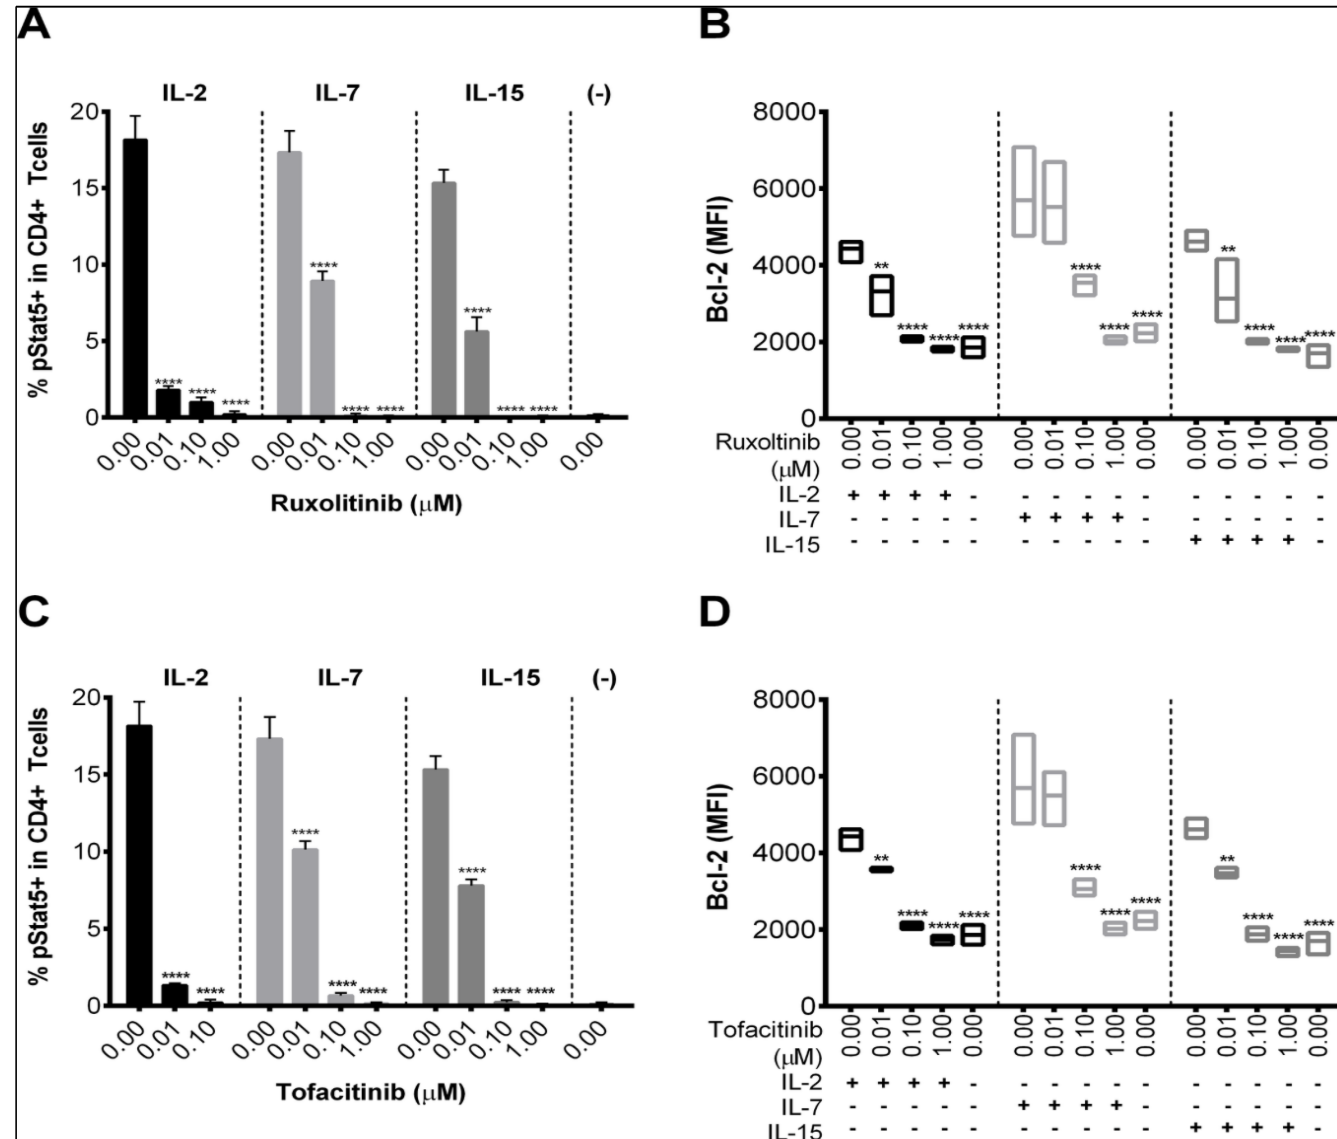 A
IL-2 IL-7 IL-15 (-)
% pStat5+ in CD4+ Tcells
20
15
10
5
0
**** **** **** **** **** **** **** **** ****
0.00 0.01 0.10 1.00 0.00 0.01 0.10 1.00 0.00 0.01 0.10 1.00 0.00
Ruxolitinib (μM)
B
Bcl-2 (MFI)
8000
6000
4000
2000
0
** **** **** **** **** **** **** ** **** **** ****
Ruxoltinib 0.00 0.01 0.10 1.00 0.00 0.00 0.01 0.10 1.00 0.00 0.00 0.01 0.10 1.00 0.00
(μM)
IL-2 + + + + - - - - - - - - - - -
IL-7 - - - - - + + + + - - - - - -
IL-15 - - - - - - - - - - + + + + -
C
IL-2 IL-7 IL-15 (-)
% pStat5+ in CD4+ Tcells
20
15
10
5
0
**** **** **** **** **** **** **** ****
0.00 0.01 0.10 0.00 0.01 0.10 1.00 0.00 0.01 0.10 1.00 0.00
Tofacitinib (μM)
D
Bcl-2 (MFI)
8000
6000
4000
2000
0
** **** **** **** **** **** **** ** **** **** ****
Tofacitinib 0.00 0.01 0.10 1.00 0.00 0.00 0.01 0.10 1.00 0.00 0.00 0.01 0.10 1.00 0.00
(μM)
IL-2 + + + + - - - - - - - - - - -
IL-7 - - - - - + + + + - - - - - -
IL-15 - - - - - - - - - - + + + + -